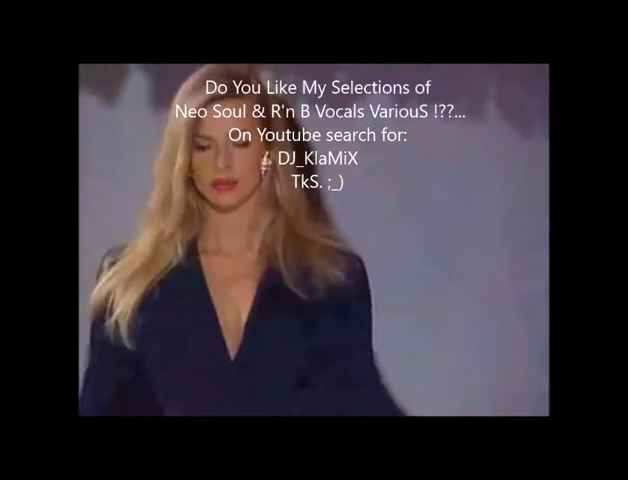 Do You Like My Selections of
Neo Soul & R'n B Vocals VariouS !??...
On Youtube search for:
DJ_KlaMiX
TkS. ;_)